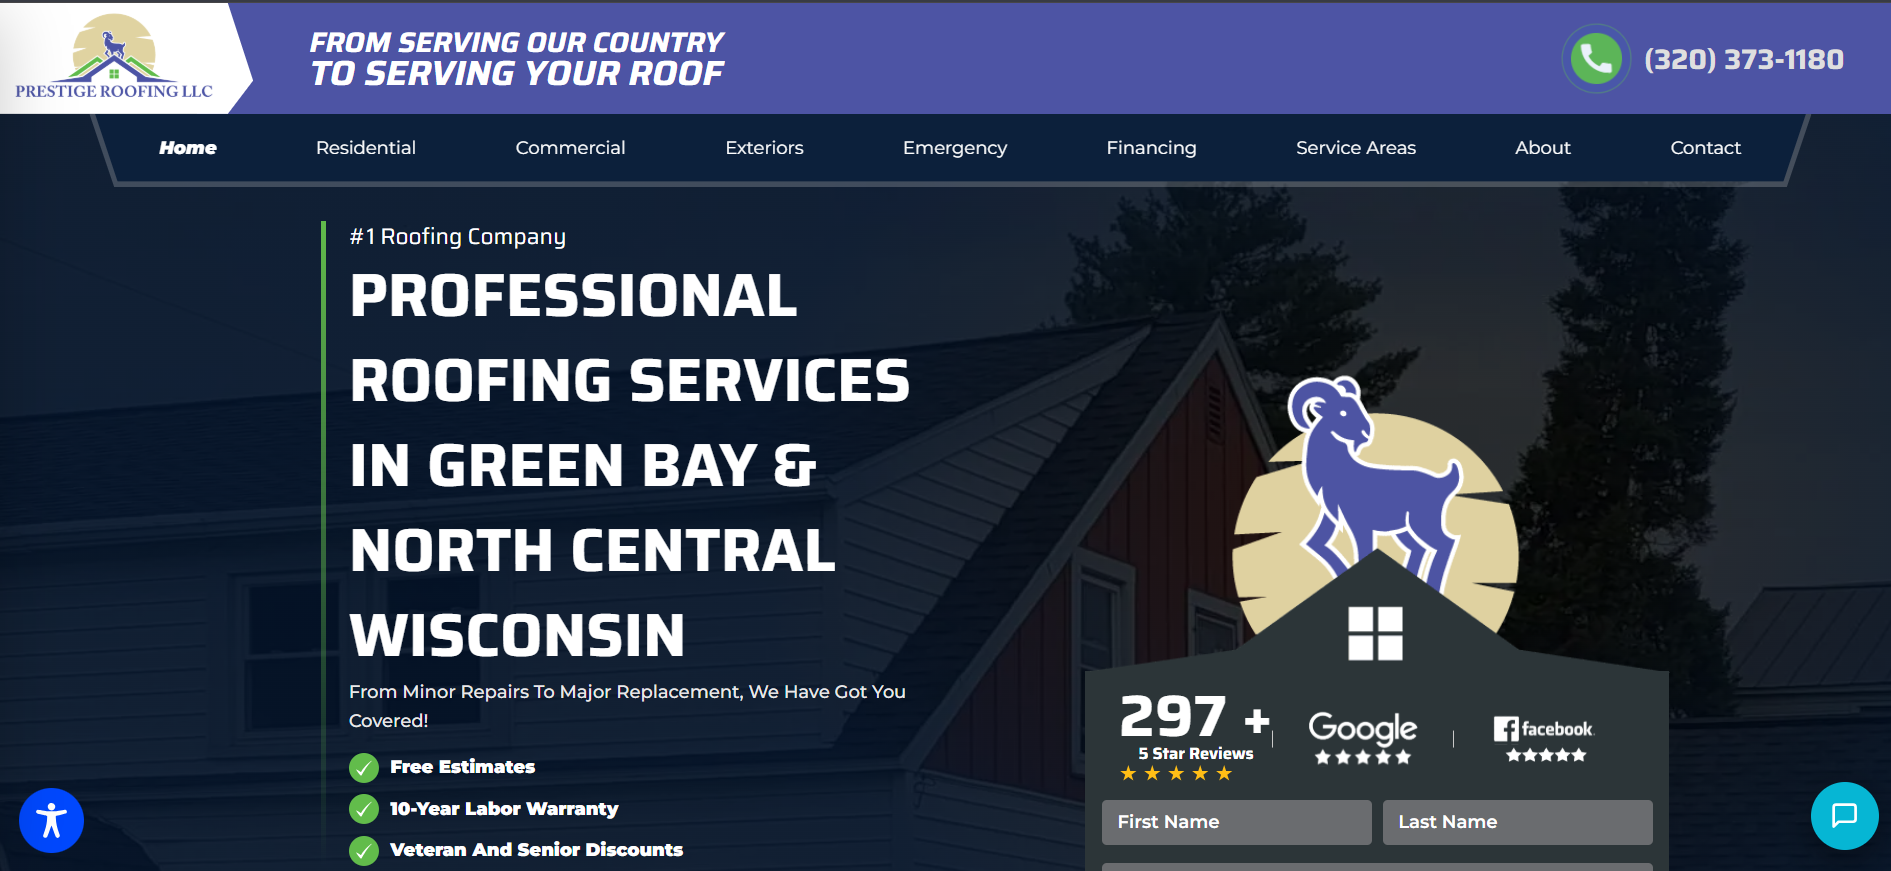 PRESTIGE ROOFING LLC
FROM SERVING OUR COUNTRY
TO SERVING YOUR ROOF
(320) 373-1180
Home
Residential
Commercial
Exteriors
Emergency
Financing
Service Areas
About
Contact
#1 Roofing Company
PROFESSIONAL
ROOFING SERVICES
IN GREEN BAY &
NORTH CENTRAL
WISCONSIN
From Minor Repairs To Major Replacement, We Have Got You
Covered!
Free Estimates
10-Year Labor Warranty
Veteran And Senior Discounts
297 +
5 Star Reviews
Google
facebook
First Name
Last Name